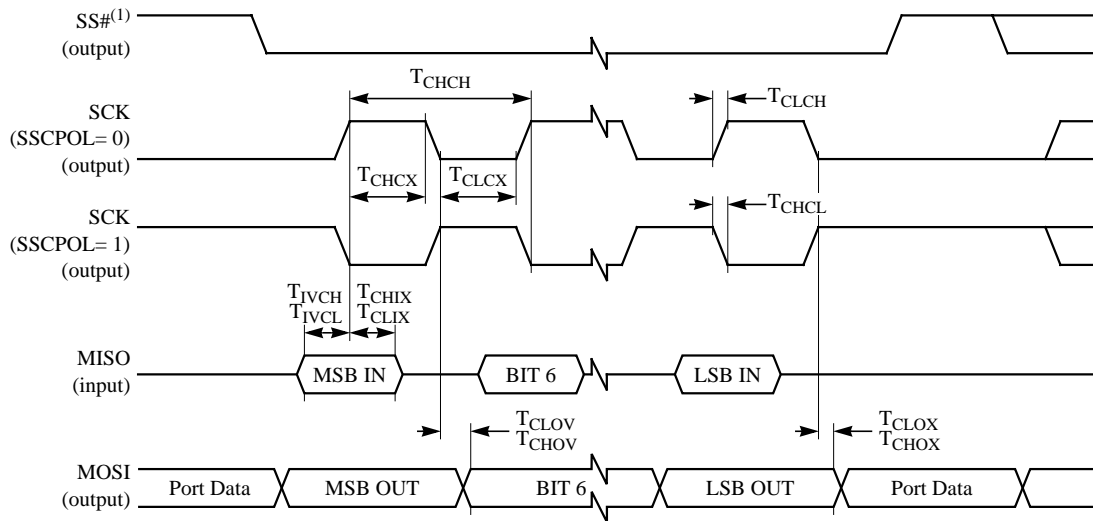 SS#(1)
(output)
TCHCH
TCLCH
SCK
(SSCPOL= 0)
(output)
TCHCX
TCLCX
TCHCL
SCK
(SSCPOL= 1)
(output)
TIVCH
TIVCL
TCHIX
TCLIX
MISO
(input)
MSB IN
BIT 6
LSB IN
TCLOV
TCHOV
TCLOX
TCHOX
MOSI
(output)
Port Data
MSB OUT
BIT 6
LSB OUT
Port Data